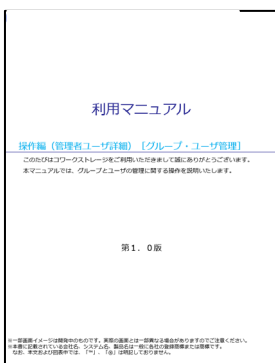 利用マニュアル
操作編（管理者ユーザ詳細）［グループ・ユーザ管理］
このたびはコワークストレージをご利用いただきまして誠にありがとうございます。
本マニュアルでは、グループとユーザの管理に関する操作を説明いたします。
第１．０版
※一部画面イメージは開発中のものです。実際の画面とは一部異なる場合がありますのでご注意ください。
※本書に記載されている会社名、システム名、製品名は一般に各社の登録商標または商標です。
なお、本文および図表中では、「™」、「®」は明記しておりません。